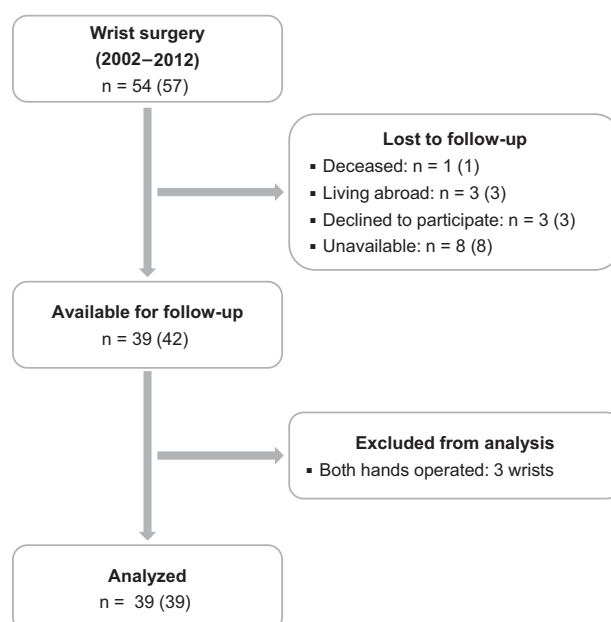 Wrist surgery
(2002–2012)
n = 54 (57)
Lost to follow-up
▪ Deceased: n = 1 (1)
▪ Living abroad: n = 3 (3)
▪ Declined to participate: n = 3 (3)
▪ Unavailable: n = 8 (8)
Available for follow-up
n = 39 (42)
Excluded from analysis
▪ Both hands operated: 3 wrists
Analyzed
n = 39 (39)